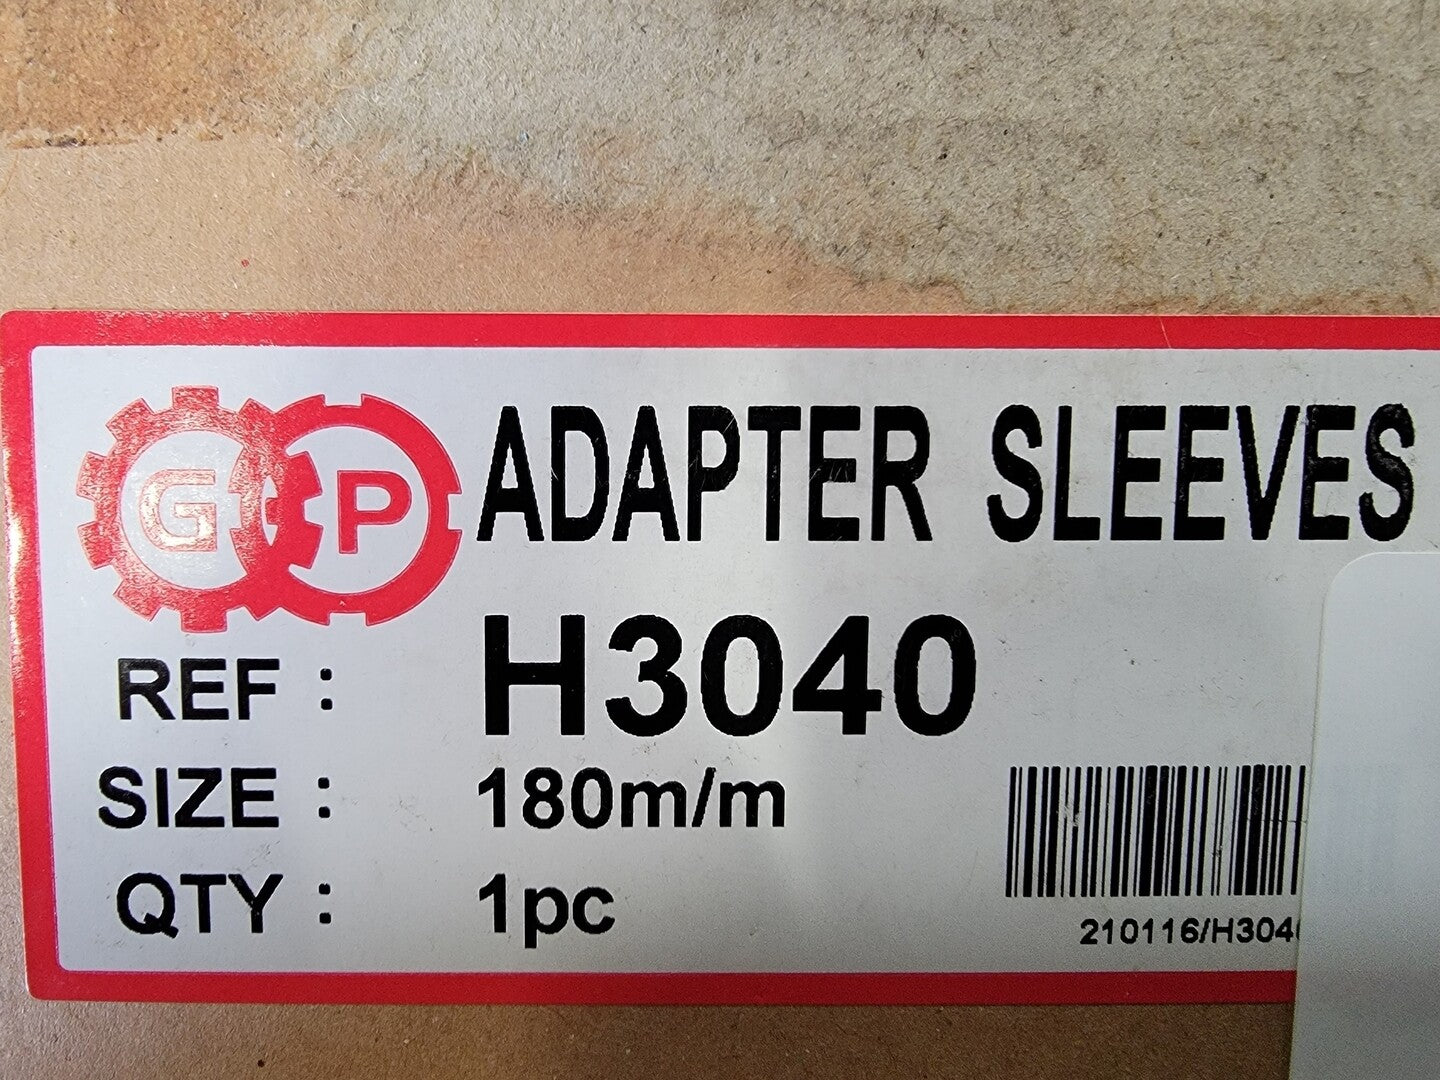 G P
ADAPTER SLEEVES
REF : H3040
SIZE : 180m/m
QTY : 1pc
210116/H304